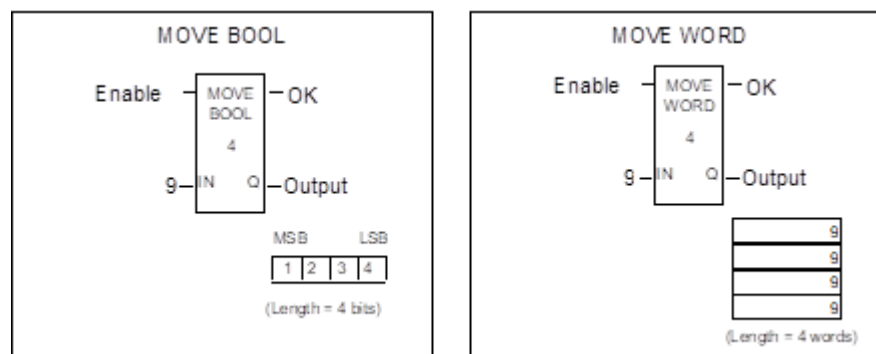 MOVE BOOL
Enable
MOVE
BOOL
OK
4
9
IN
Q
Output
MSB LSB
1 2 3 4
(Length = 4 bits)
MOVE WORD
Enable
MOVE
WORD
OK
4
9
IN
Q
Output
9
9
9
9
(Length = 4 words)